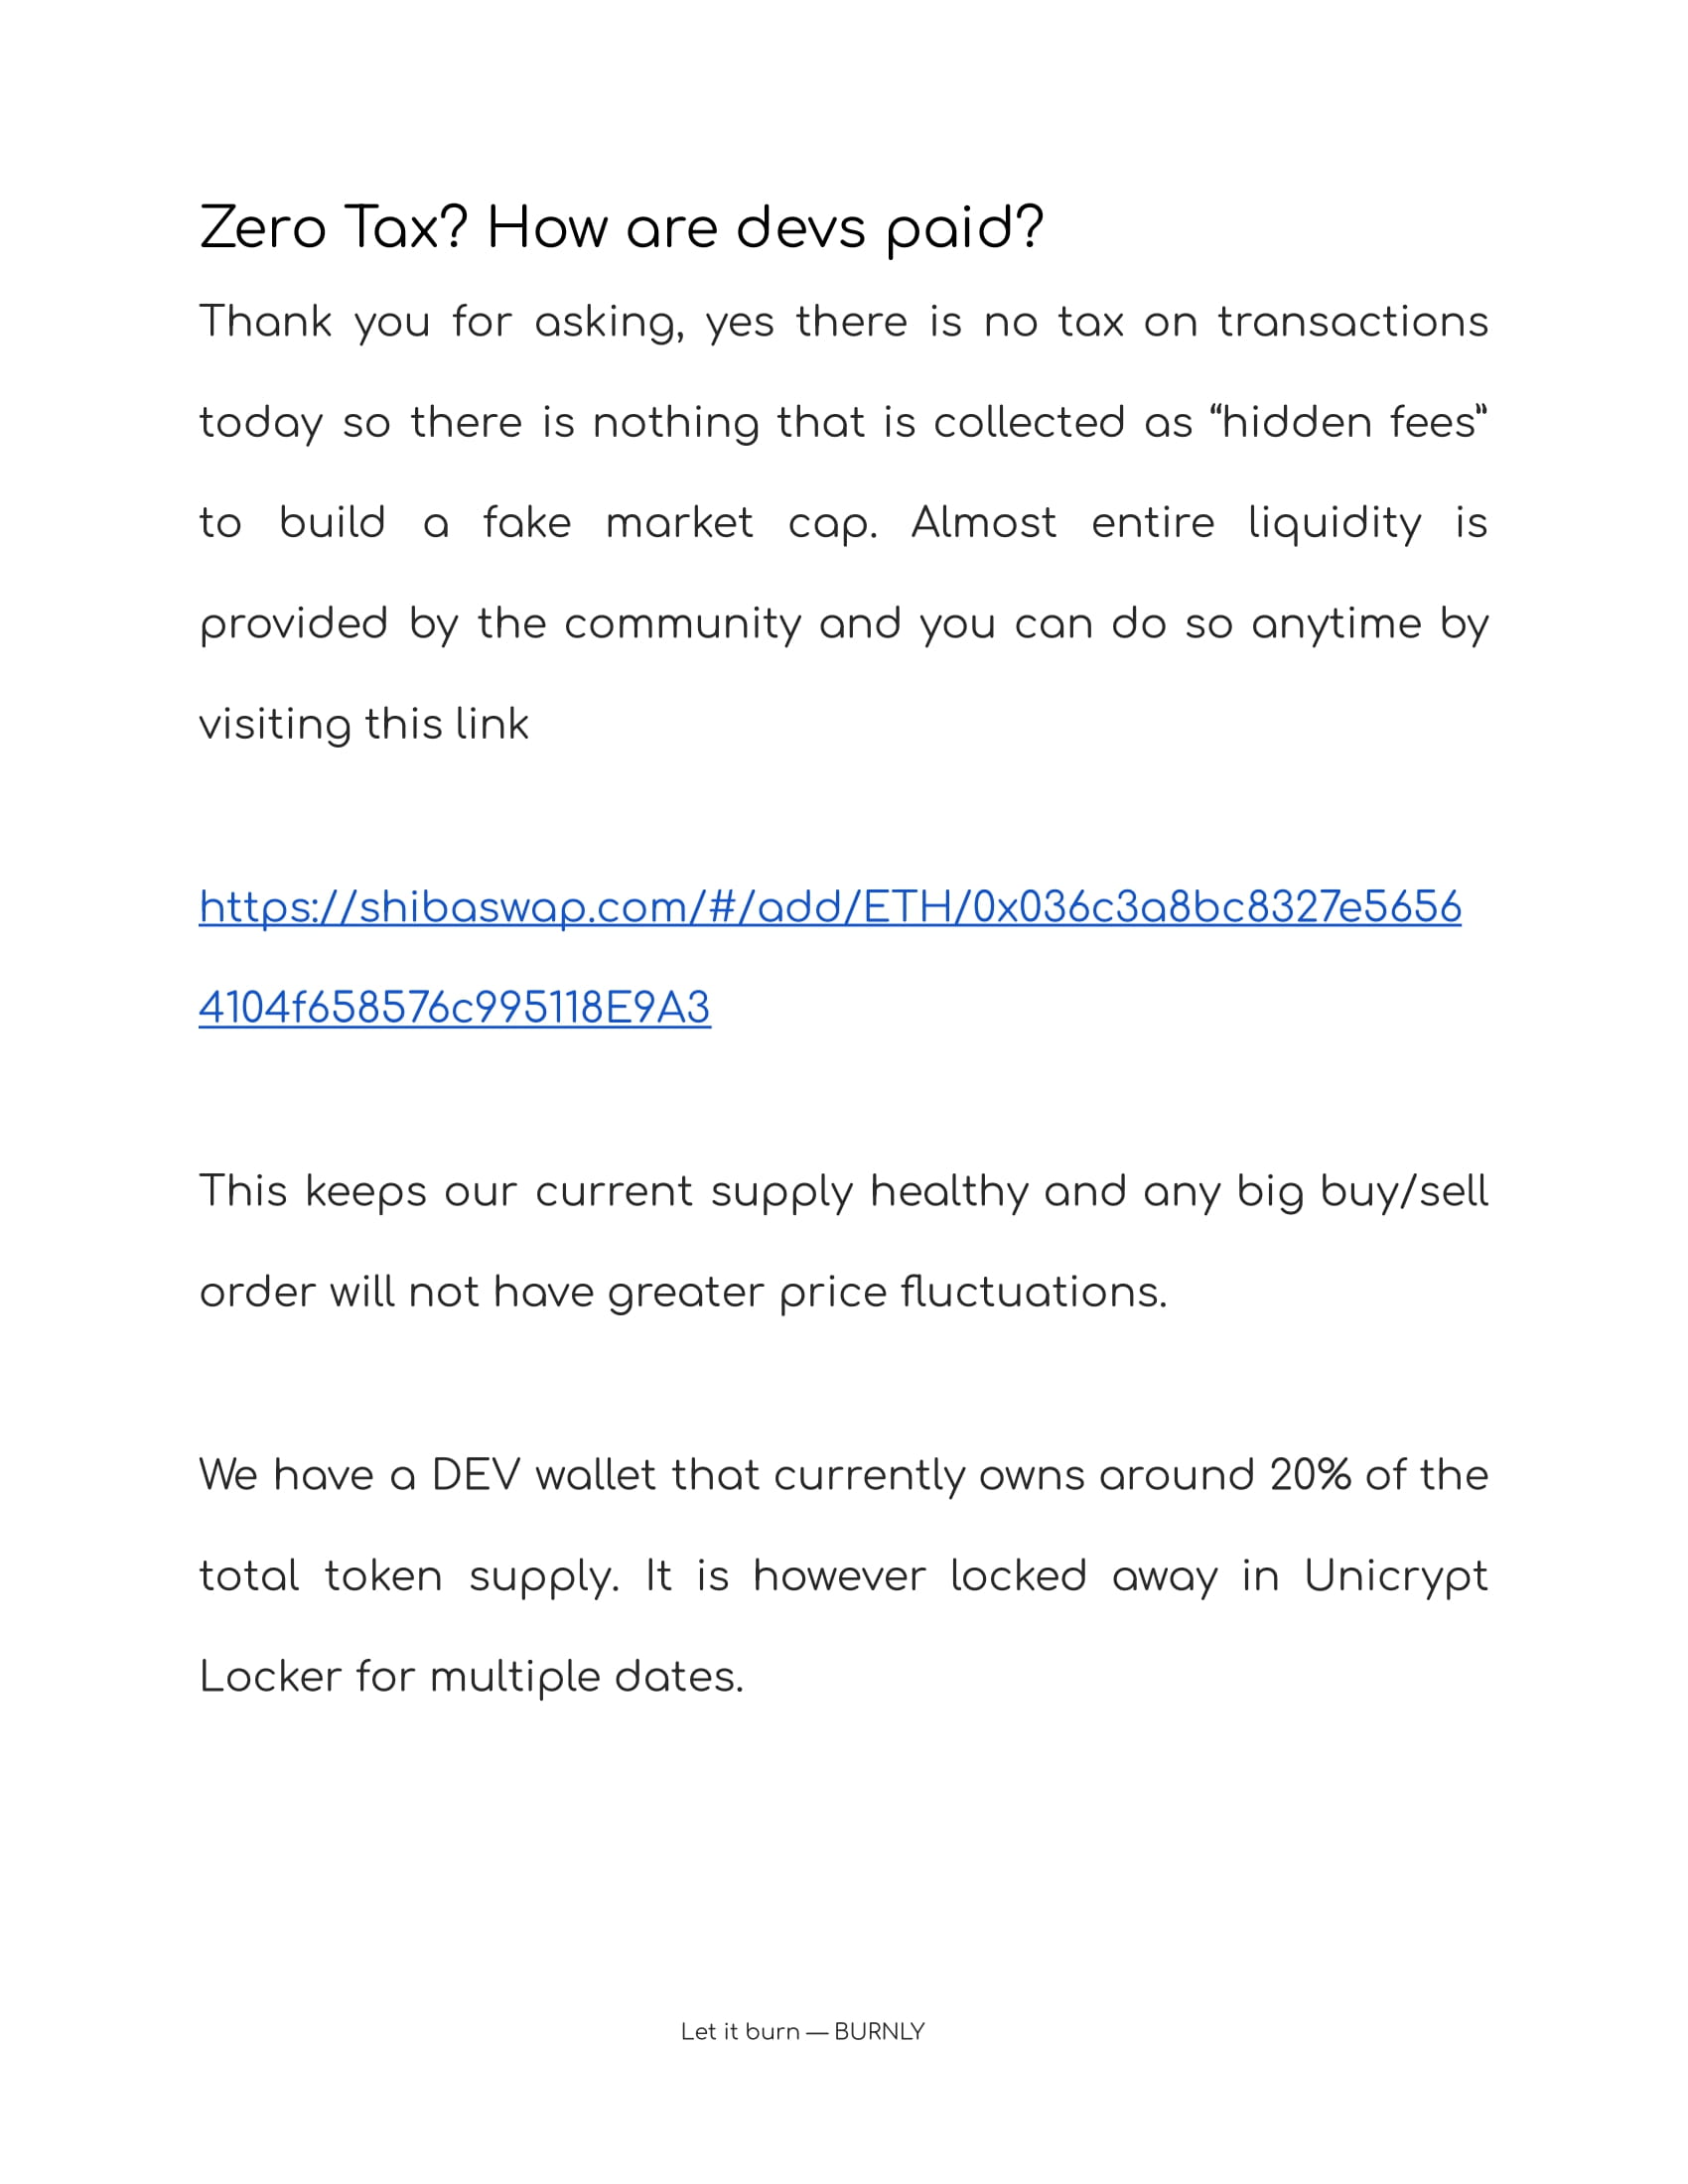 Zero Tax? How are devs paid?
Thank you for asking, yes there is no tax on transactions
today so there is nothing that is collected as “hidden fees”
to build a fake market cap. Almost entire liquidity is
provided by the community and you can do so anytime by
visiting this link
https://shibaswap.com/#/add/ETH/0x036c3a8bc8327e5656
4104f658576c995118E9A3
This keeps our current supply healthy and any big buy/sell
order will not have greater price fluctuations.
We have a DEV wallet that currently owns around 20% of the
total token supply. It is however locked away in Unicrypt
Locker for multiple dates.
Let it burn — BURNLY